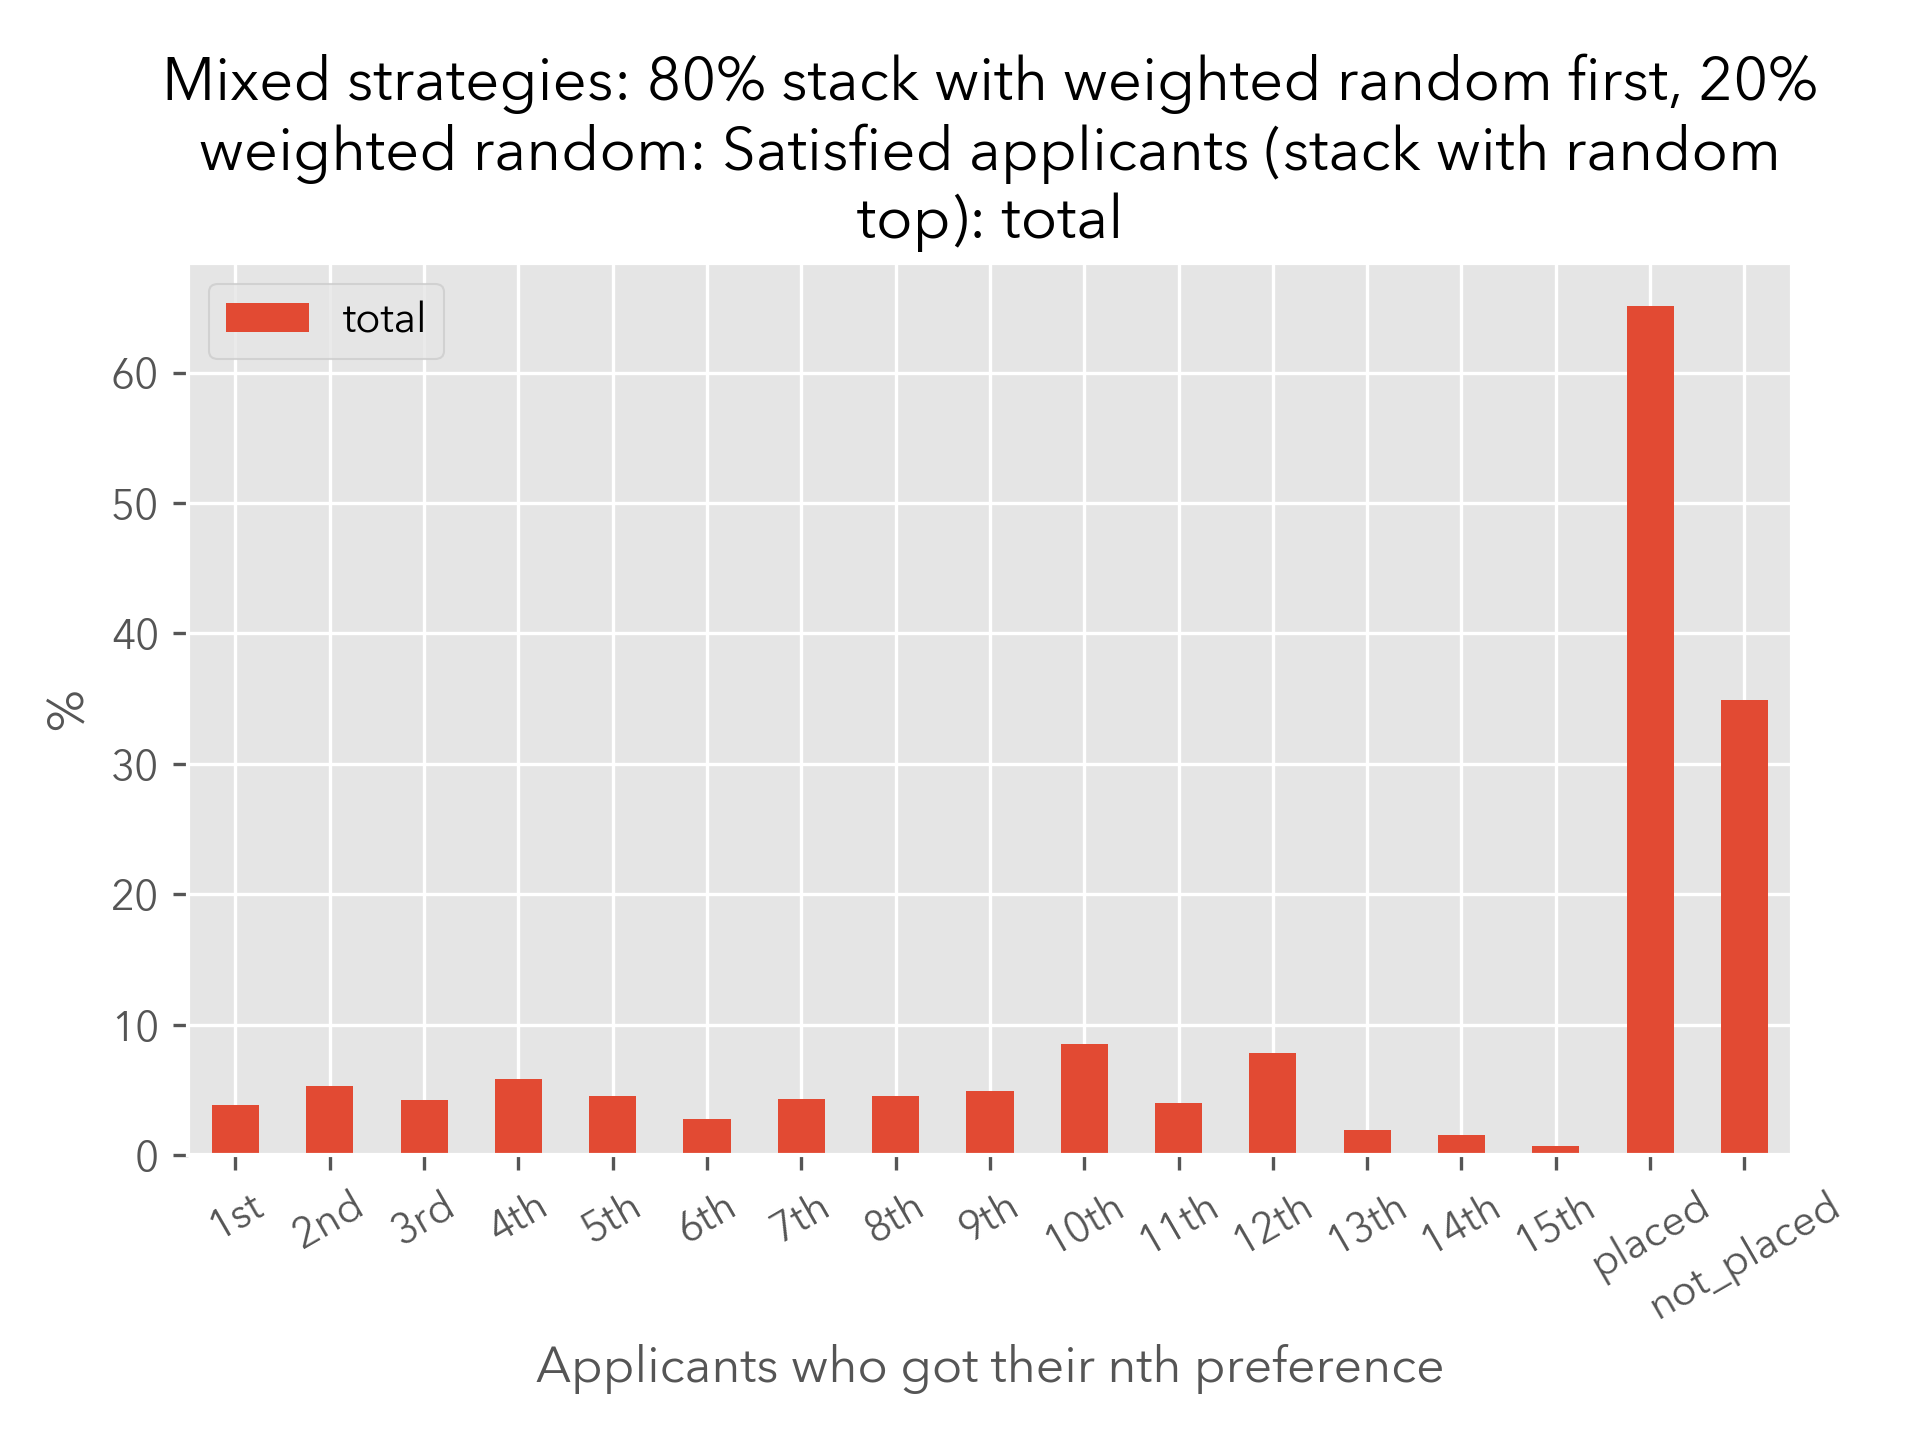 Mixed strategies: 80% stack with weighted random first, 20%
weighted random: Satisfied applicants (stack with random
top): total
total
60
50
40
30
20
10
0
%
1st
2nd
3rd
4th
5th
6th
7th
8th
9th
10th
11th
12th
13th
14th
15th
placed
not_placed
Applicants who got their nth preference